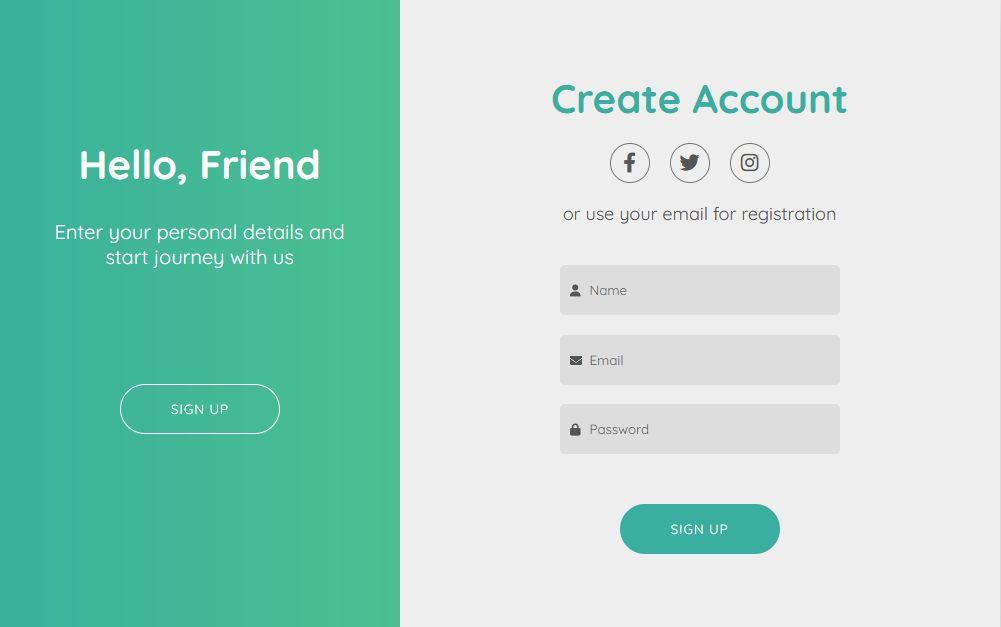 Hello, Friend
Enter your personal details and
start journey with us
SIGN UP
Create Account
or use your email for registration
Name
Email
Password
SIGN UP